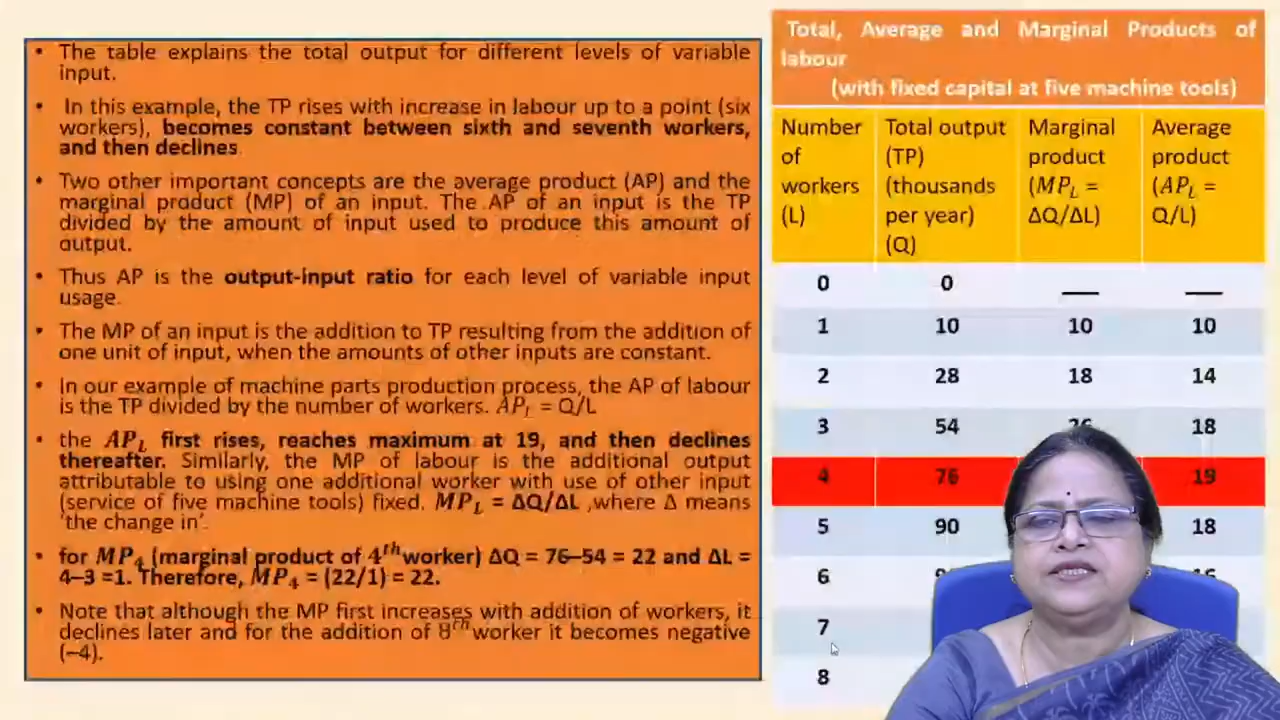 • The table explains the total output for different levels of variable
input.
• In this example, the TP rises with increase in labour up to a point (six
workers), becomes constant between sixth and seventh workers,
and then declines.
• Two other important concepts are the average product (AP) and the
marginal product (MP) of an input. The AP of an input is the TP
divided by the amount of input used to produce this amount of
output.
• Thus AP is the output-input ratio for each level of variable input
usage.
• The MP of an input is the addition to TP resulting from the addition of
one unit of input, when the amounts of other inputs are constant.
• In our example of machine parts production process, the AP of labour
is the TP divided by the number of workers. APL = Q/L
• the APL first rises, reaches maximum at 19, and then declines
thereafter. Similarly, the MP of labour is the additional output
attributable to using one additional worker with use of other input
(service of five machine tools) fixed. MPL = ΔQ/ΔL ,where Δ means
'the change in'.
• for MP4 (marginal product of 4th worker) ΔQ = 76–54 = 22 and ΔL =
4–3 =1. Therefore, MP4 = (22/1) = 22.
• Note that although the MP first increases with addition of workers, it
declines later and for the addition of 8th worker it becomes negative
(–4).
Total, Average and Marginal Products of
labour
(with fixed capital at five machine tools)
Number of workers (L) Total output (TP) (thousands per year) (Q) Marginal product (MPL = ΔQ/ΔL) Average product (APL = Q/L)
0 0 __ __
1 10 10 10
2 28 18 14
3 54 18
4 76 19
5 90 18
6
7
8